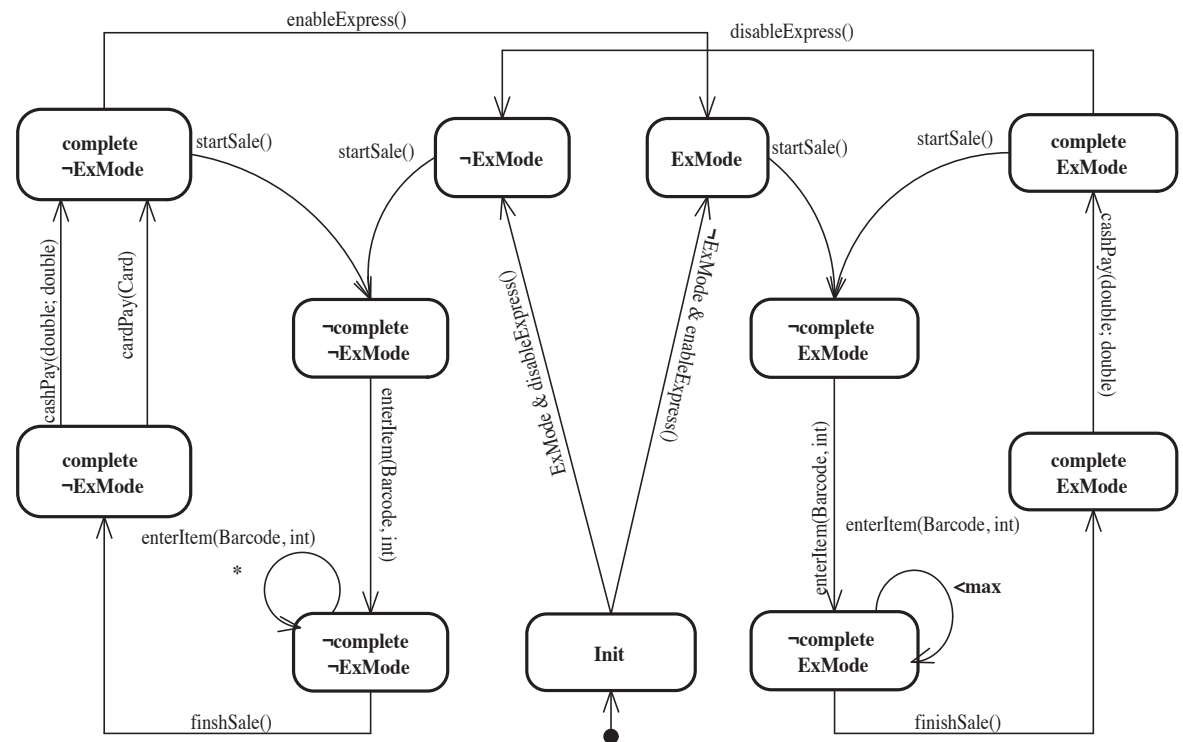 enableExpress()
disableExpress()
complete
¬ExMode
startSale()
startSale()
¬ExMode
ExMode
startSale()
startSale()
complete
ExMode
cashPay(double; double)
cardPay(Card)
¬complete
¬ExMode
ExMode & disableExpress()
¬ExMode & enableExpress()
¬complete
ExMode
cashPay(double; double)
complete
¬ExMode
enterItem(Barcode, int)
enterItem(Barcode, int)
complete
ExMode
enterItem(Barcode, int)
*
enterItem(Barcode, int)
<max
¬complete
¬ExMode
Init
¬complete
ExMode
finshSale()
finishSale()